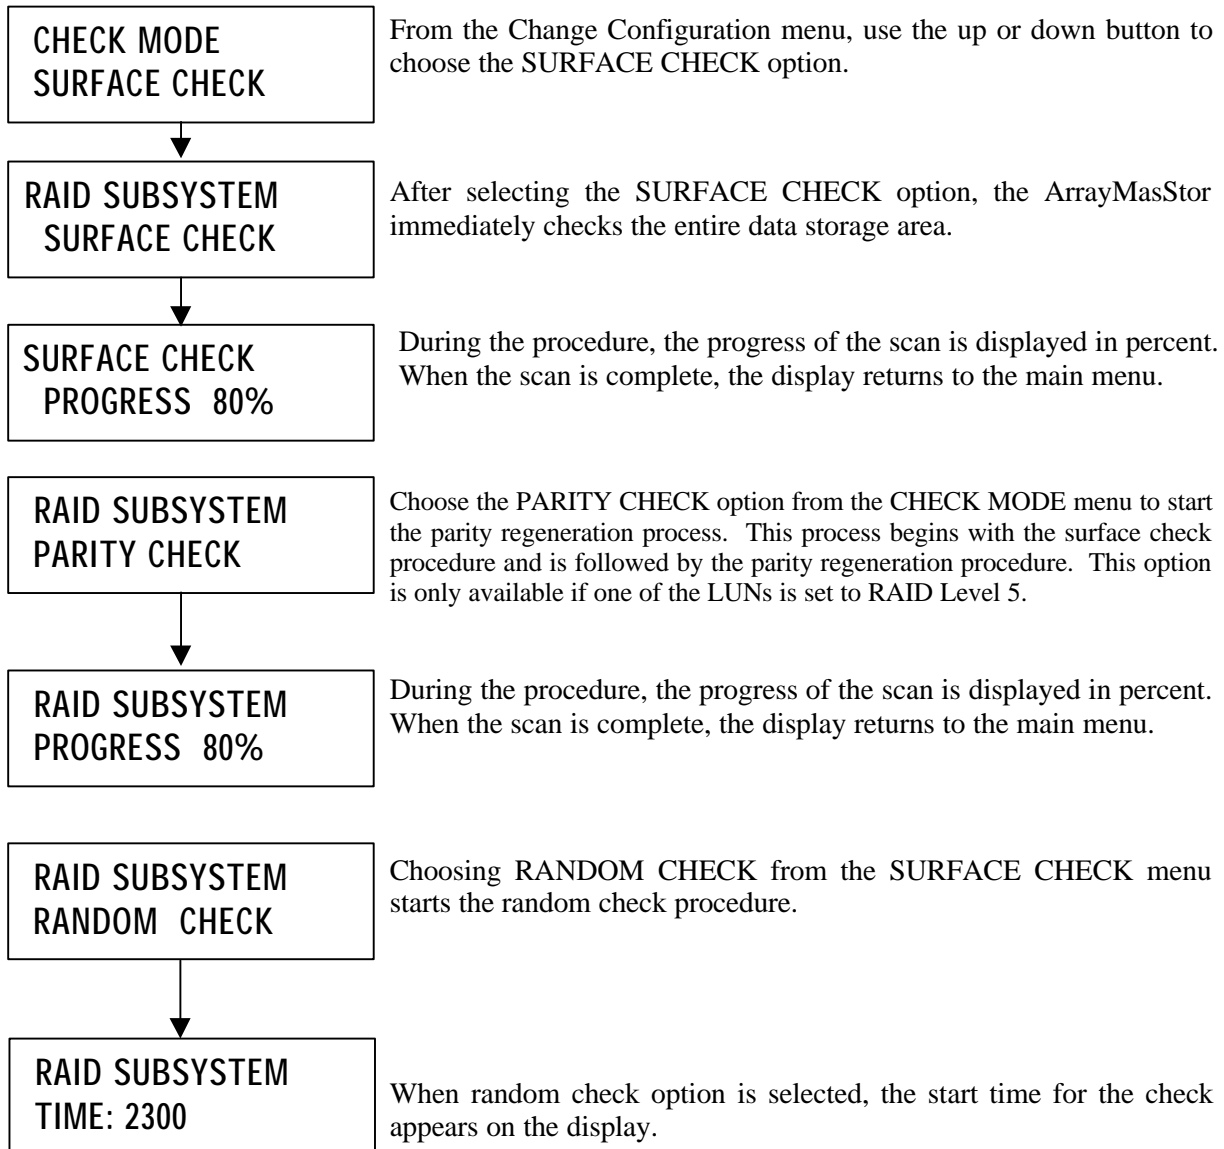 CHECK MODE
SURFACE CHECK
From the Change Configuration menu, use the up or down button to
choose the SURFACE CHECK option.
RAID SUBSYSTEM
SURFACE CHECK
After selecting the SURFACE CHECK option, the ArrayMasStor
immediately checks the entire data storage area.
SURFACE CHECK
PROGRESS 80%
During the procedure, the progress of the scan is displayed in percent.
When the scan is complete, the display returns to the main menu.
RAID SUBSYSTEM
PARITY CHECK
Choose the PARITY CHECK option from the CHECK MODE menu to start
the parity regeneration process. This process begins with the surface check
procedure and is followed by the parity regeneration procedure. This option
is only available if one of the LUNs is set to RAID Level 5.
RAID SUBSYSTEM
PROGRESS 80%
During the procedure, the progress of the scan is displayed in percent.
When the scan is complete, the display returns to the main menu.
RAID SUBSYSTEM
RANDOM CHECK
Choosing RANDOM CHECK from the SURFACE CHECK menu
starts the random check procedure.
RAID SUBSYSTEM
TIME: 2300
When random check option is selected, the start time for the check
appears on the display.